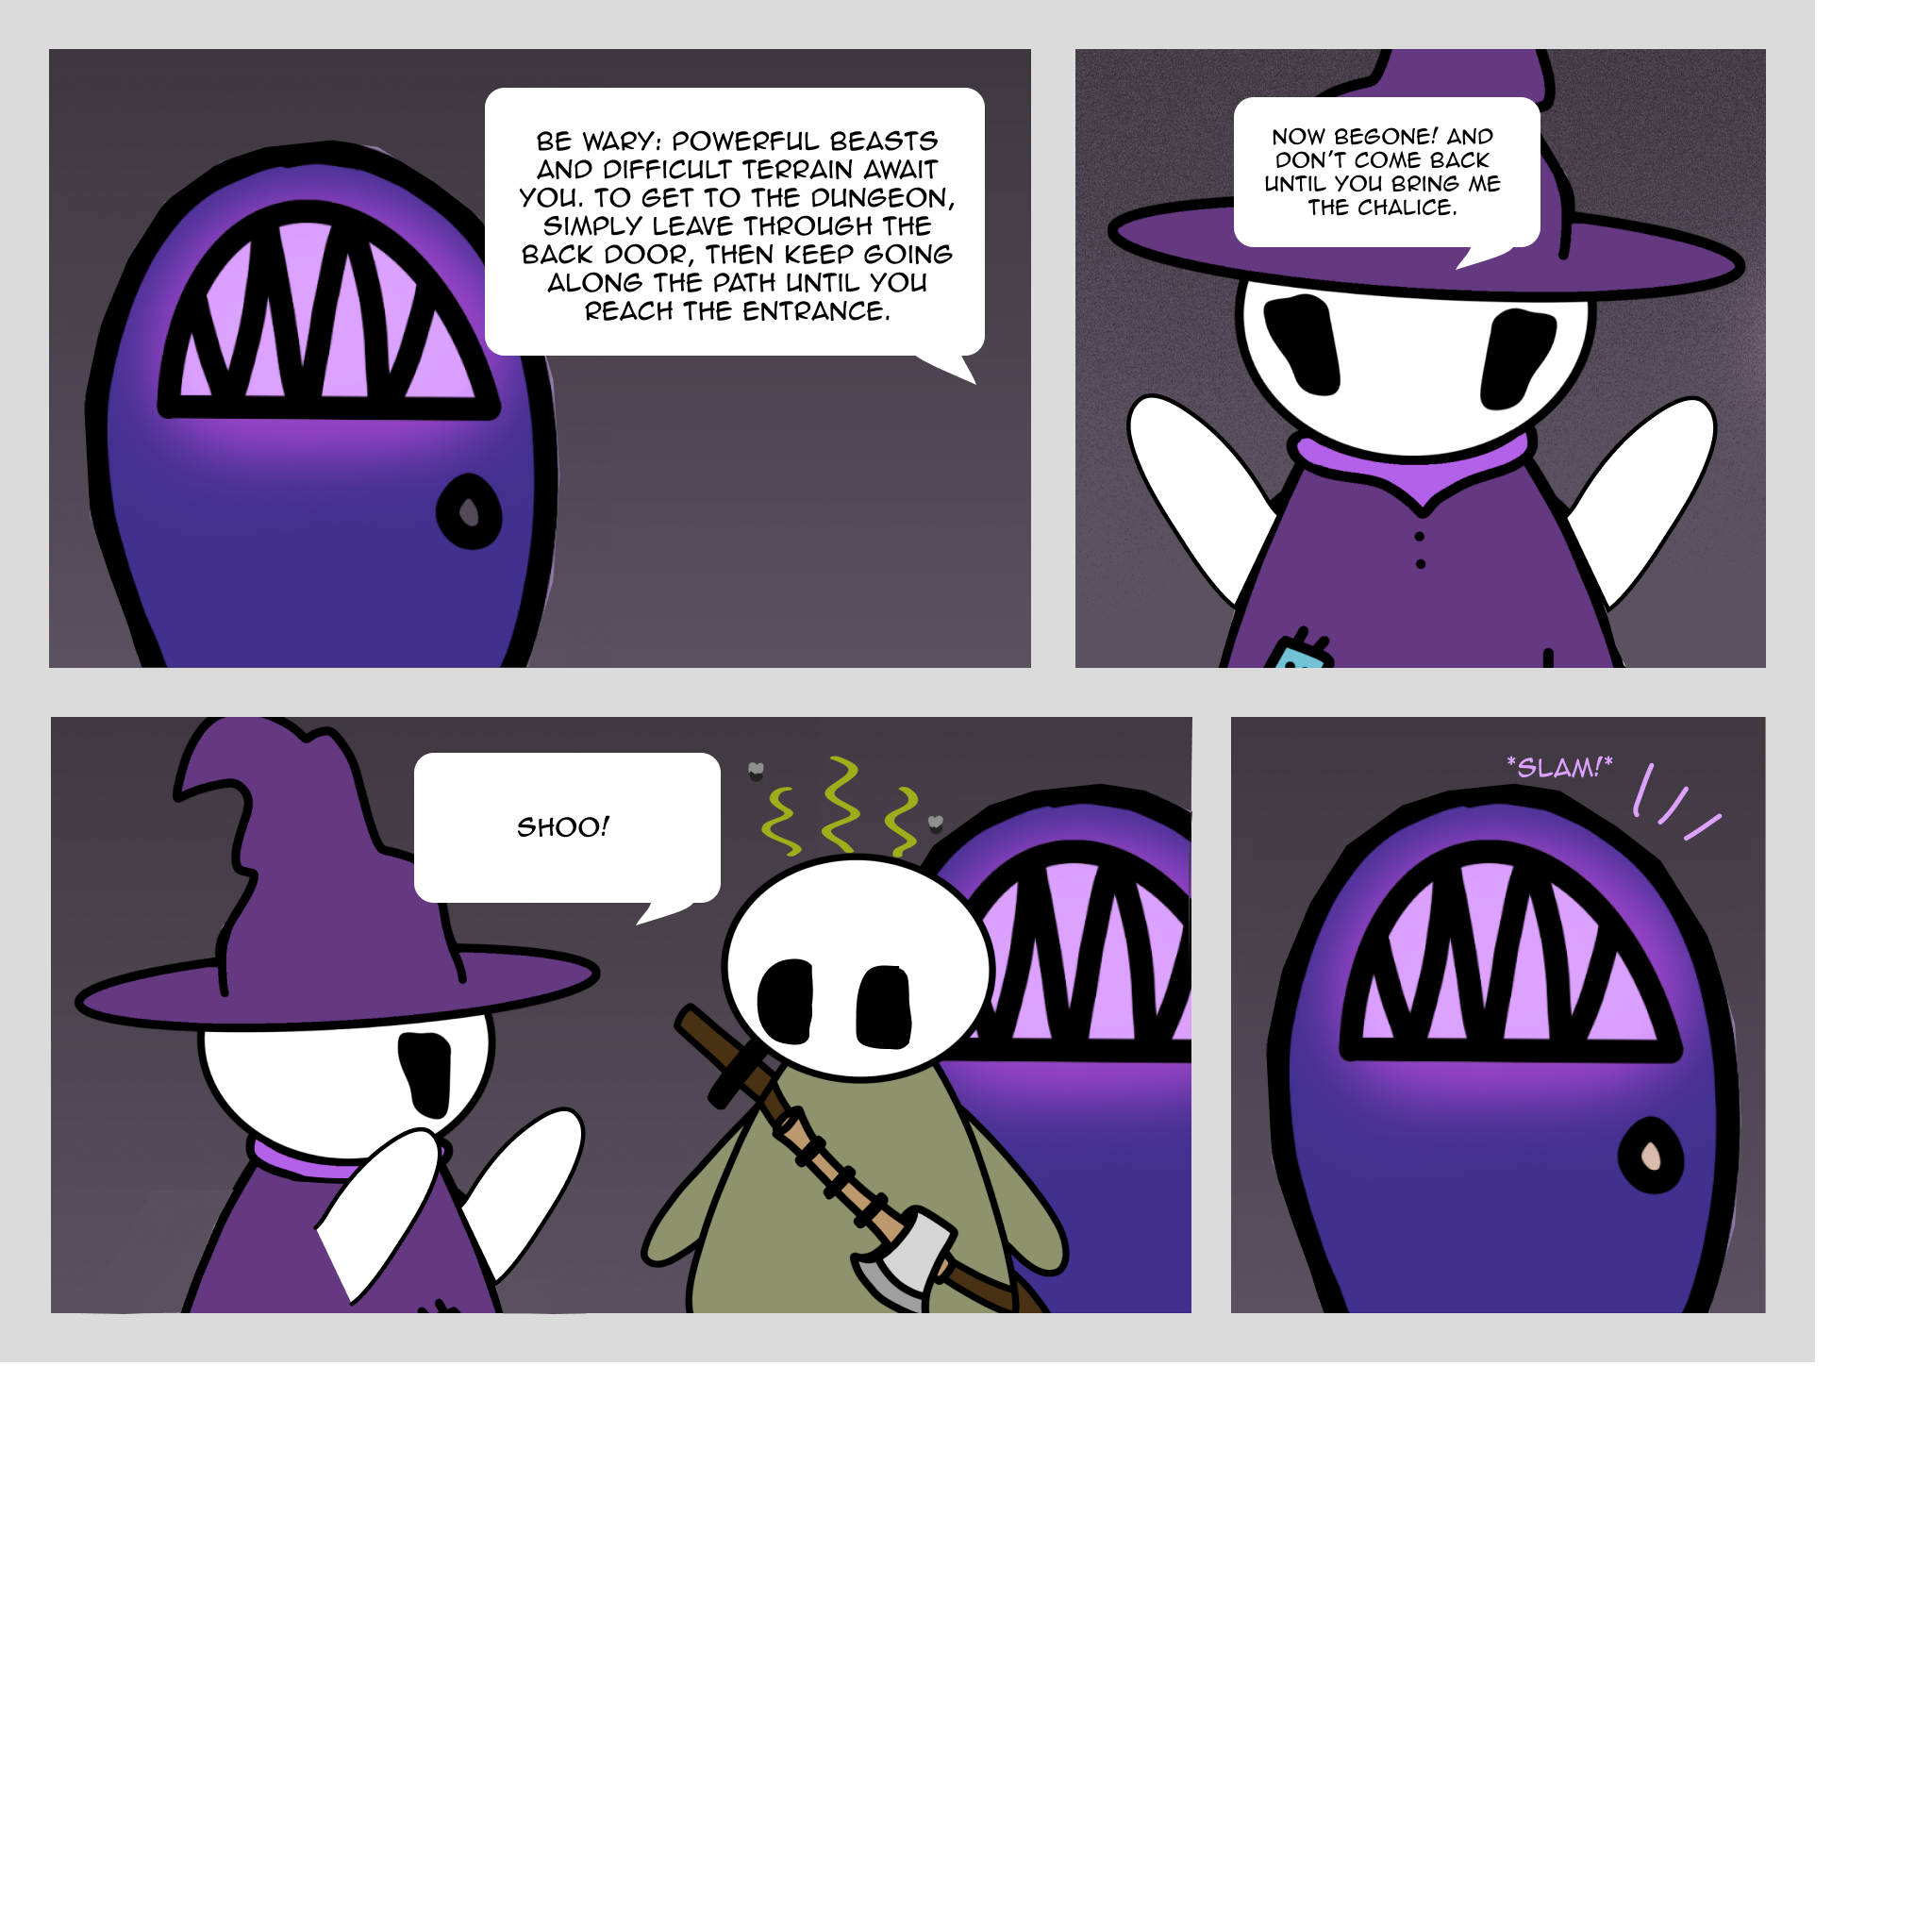 BE WARY: POWERFUL BEASTS
AND DIFFICULT TERRAIN AWAIT
YOU. TO GET TO THE DUNGEON,
SIMPLY LEAVE THROUGH THE
BACK DOOR, THEN KEEP GOING
ALONG THE PATH UNTIL YOU
REACH THE ENTRANCE.
NOW BEGONE! AND
DON'T COME BACK
UNTIL YOU BRING ME
THE CHALICE.
SHOO!
*SLAM!*